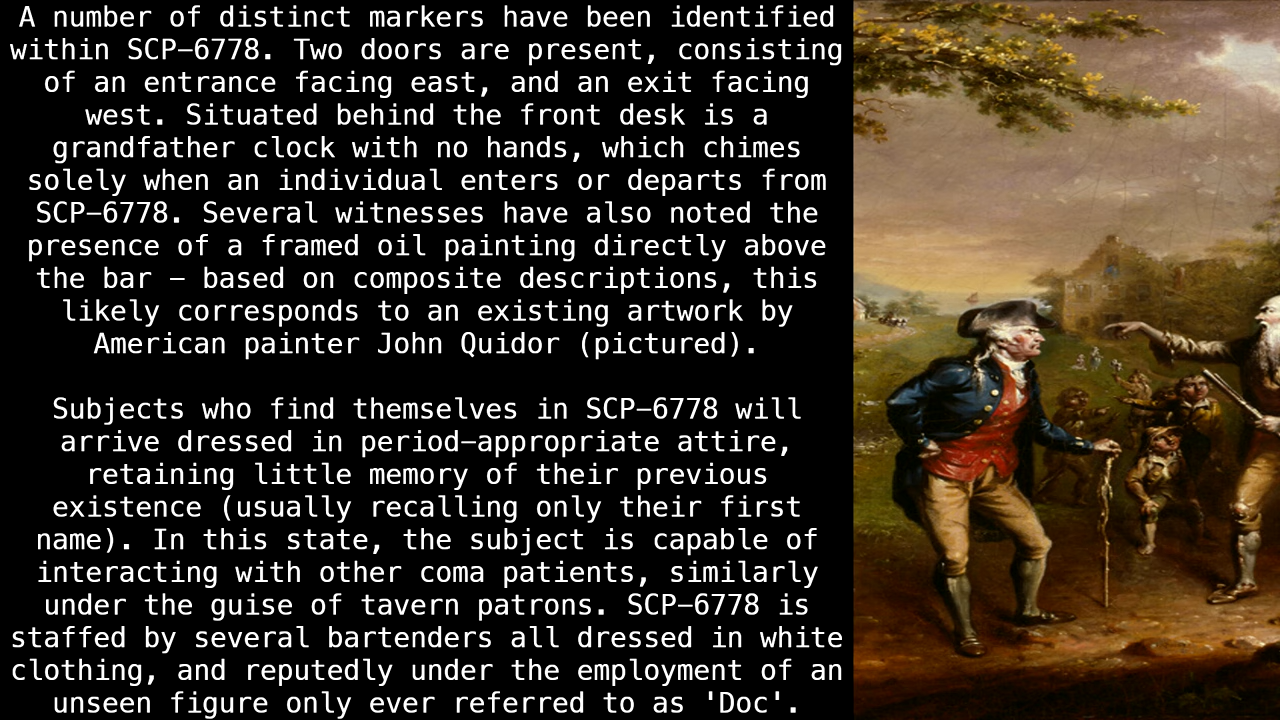 A number of distinct markers have been identified
within SCP–6778. Two doors are present, consisting
of an entrance facing east, and an exit facing
west. Situated behind the front desk is a
grandfather clock with no hands, which chimes
solely when an individual enters or departs from
SCP–6778. Several witnesses have also noted the
presence of a framed oil painting directly above
the bar – based on composite descriptions, this
likely corresponds to an existing artwork by
American painter John Quidor (pictured).
Subjects who find themselves in SCP–6778 will
arrive dressed in period–appropriate attire,
retaining little memory of their previous
existence (usually recalling only their first
name). In this state, the subject is capable of
interacting with other coma patients, similarly
under the guise of tavern patrons. SCP–6778 is
staffed by several bartenders all dressed in white
clothing, and reputedly under the employment of an
unseen figure only ever referred to as 'Doc'.